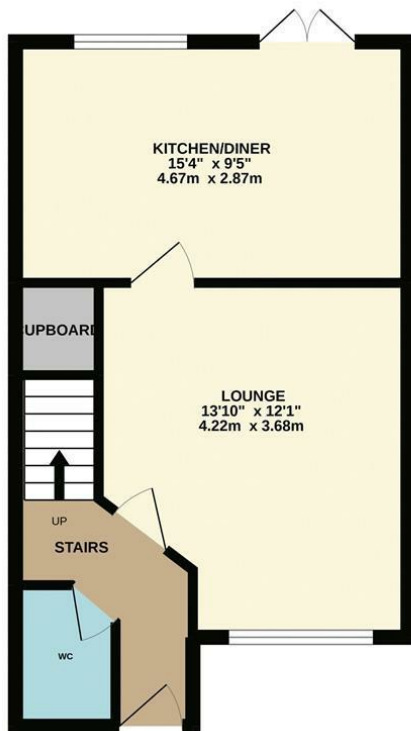 KITCHEN/DINER
15'4" x 9'5"
4.67m x 2.87m
CUPBOARD
LOUNGE
13'10" x 12'1"
4.22m x 3.68m
UP
STAIRS
WC